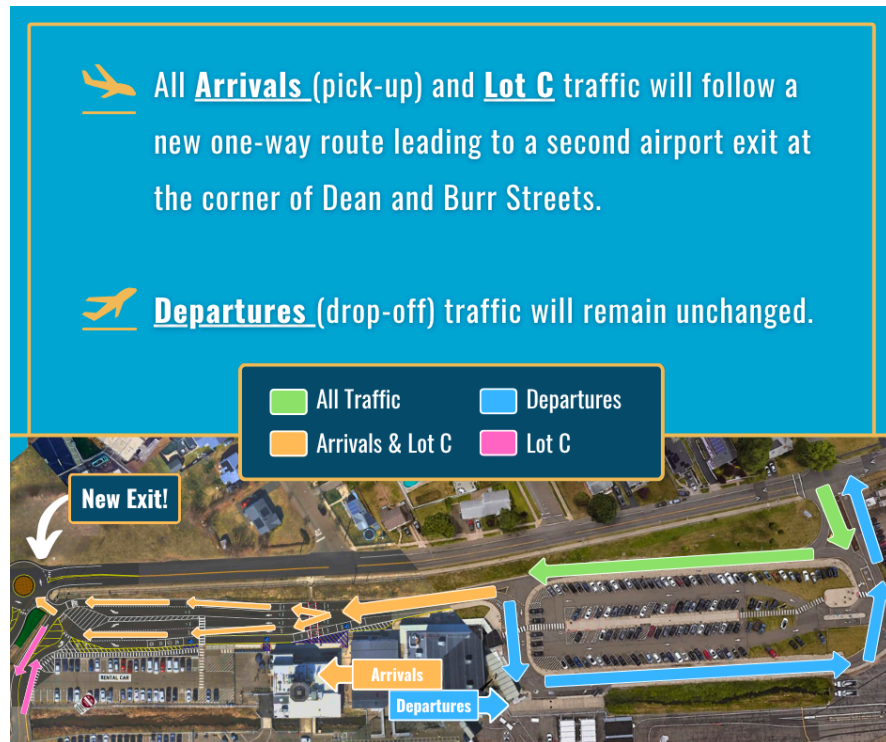 All Arrivals (pick-up) and Lot C traffic will follow a
new one-way route leading to a second airport exit at
the corner of Dean and Burr Streets.
Departures (drop-off) traffic will remain unchanged.
All Traffic
Departures
Arrivals & Lot C
Lot C
New Exit!
Arrivals
RENTAL CAR
Departures